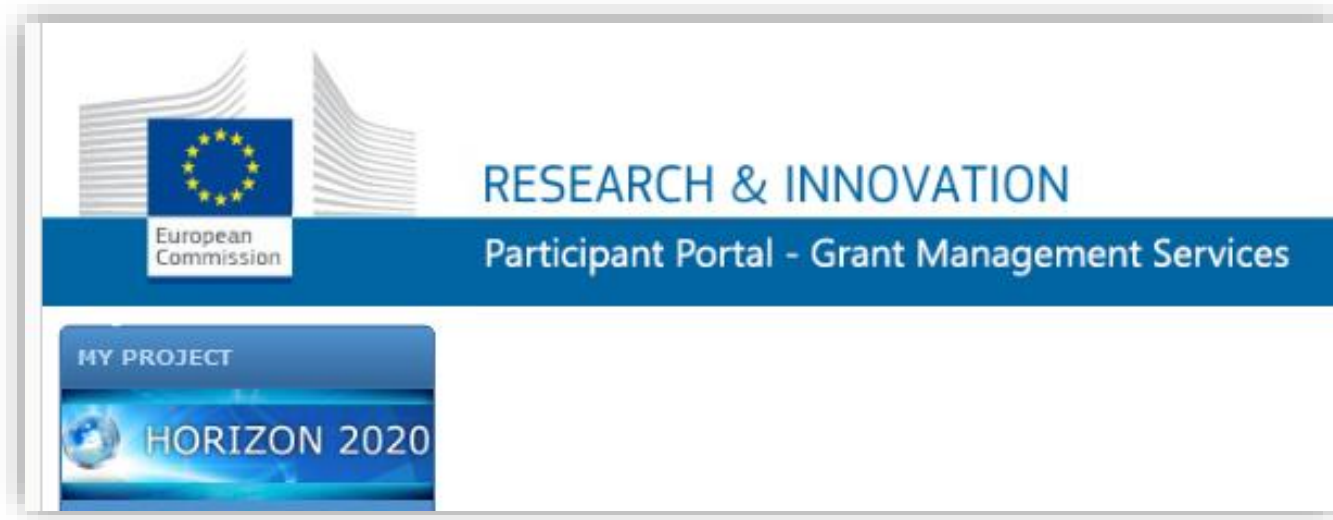 RESEARCH & INNOVATION
European
Commission
Participant Portal - Grant Management Services
MY PROJECT
HORIZON 2020